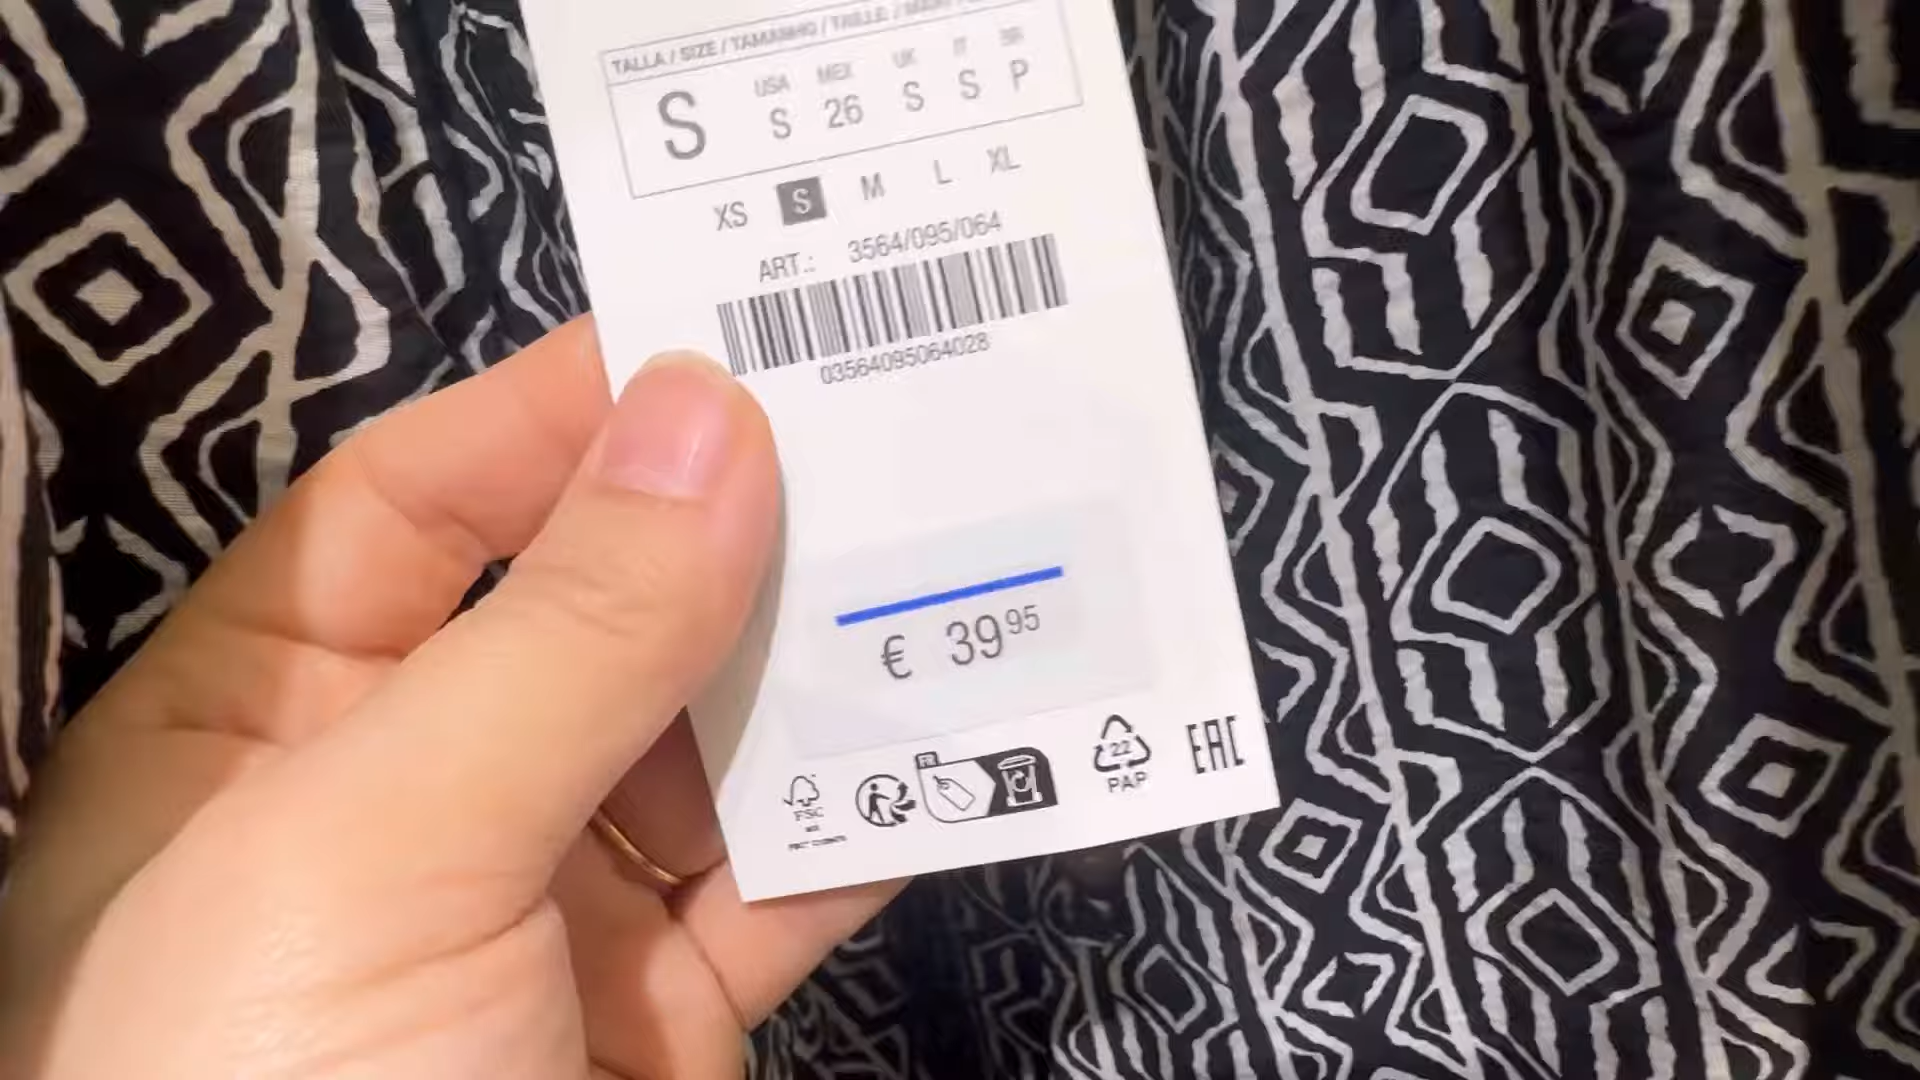 TALLA / SIZE / TAMANHO / TAILLE /
USA MEX UK IT BR
S S 26 S S P
XS S M L XL
ART.: 3564/095/064
03564095064028
€ 39 95
FR
FSC
22
PAP
EAC